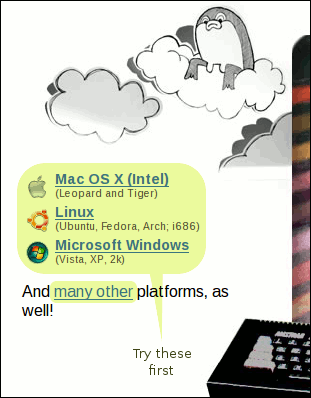 Mac OS X (Intel)
(Leopard and Tiger)
Linux
(Ubuntu, Fedora, Arch; i686)
Microsoft Windows
(Vista, XP, 2k)
And many other platforms, as
well!
Try these
first